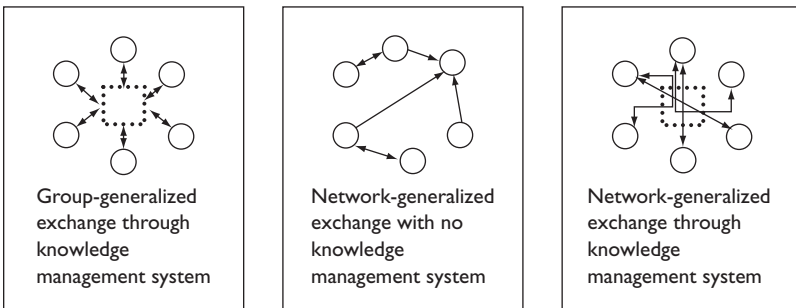 Group-generalized
exchange through
knowledge
management system
Network-generalized
exchange with no
knowledge
management system
Network-generalized
exchange through
knowledge
management system